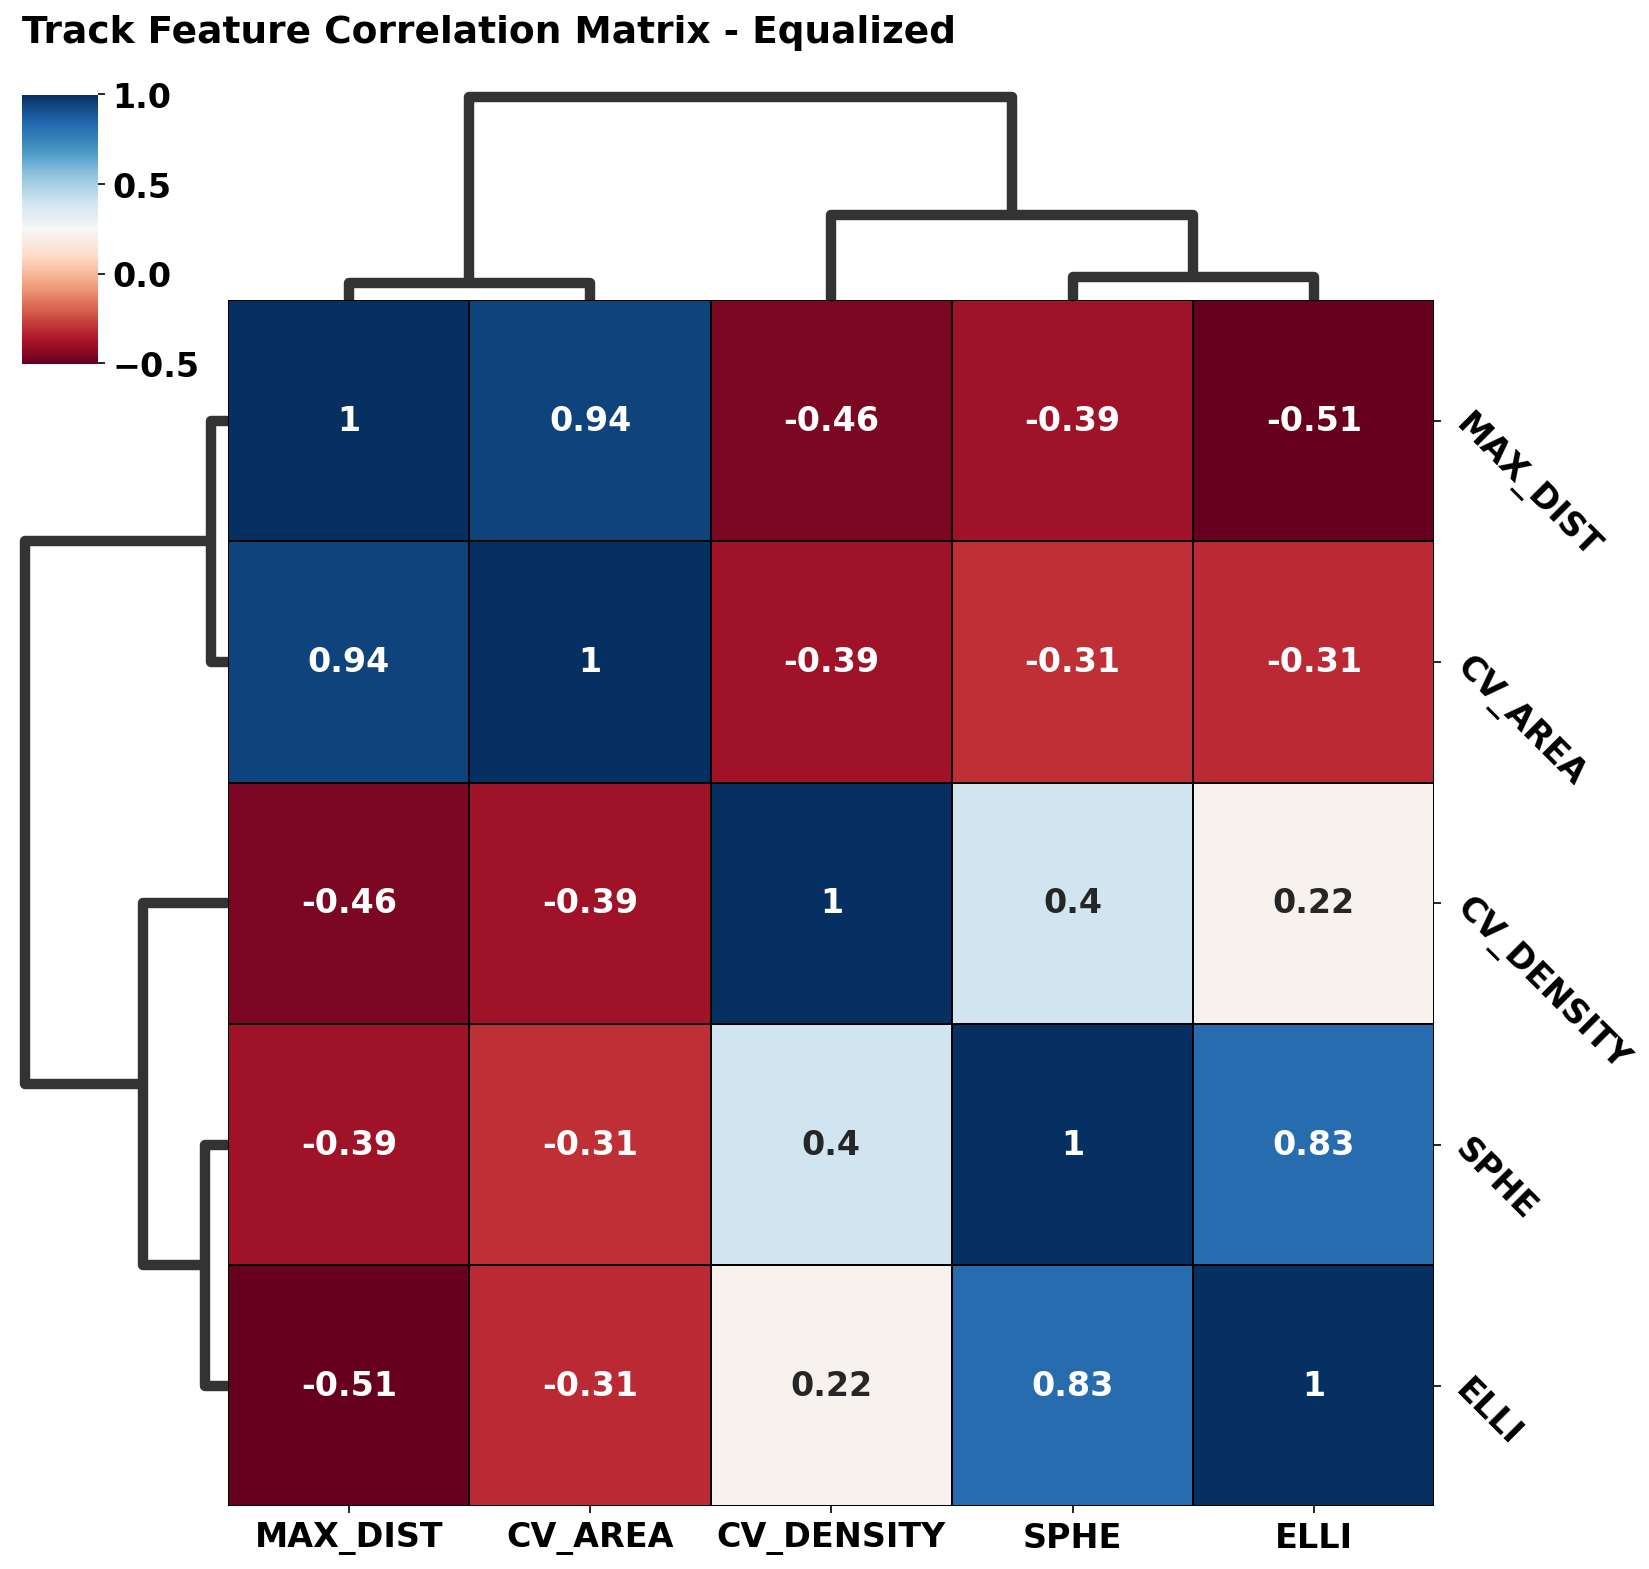 Track Feature Correlation Matrix - Equalized
1.0
0.5
0.0
−0.5
1 0.94 -0.46 -0.39 -0.51 MAX_DIST
0.94 1 -0.39 -0.31 -0.31 CV_AREA
-0.46 -0.39 1 0.4 0.22 CV_DENSITY
-0.39 -0.31 0.4 1 0.83 SPHE
-0.51 -0.31 0.22 0.83 1 ELLI
MAX_DIST CV_AREA CV_DENSITY SPHE ELLI